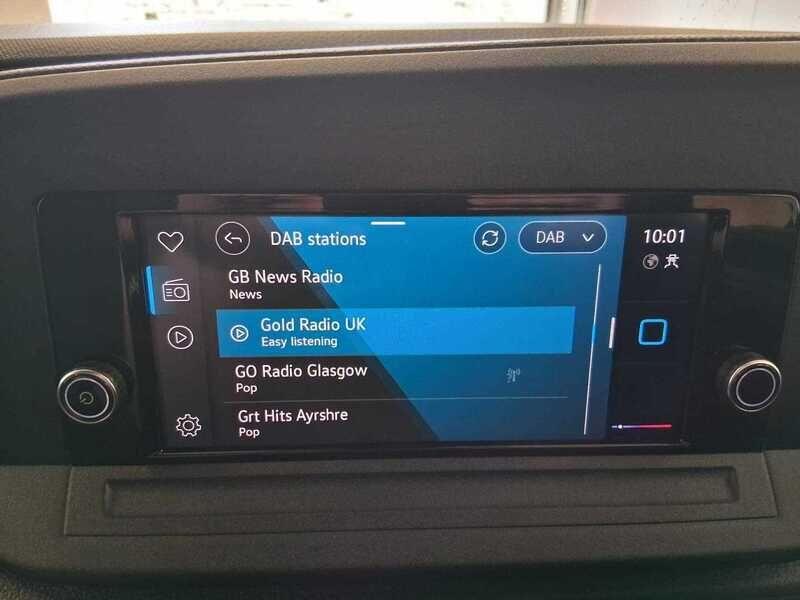 DAB stations
DAB
10:01
GB News Radio
News
Gold Radio UK
Easy listening
GO Radio Glasgow
Pop
Grt Hits Ayrshre
Pop